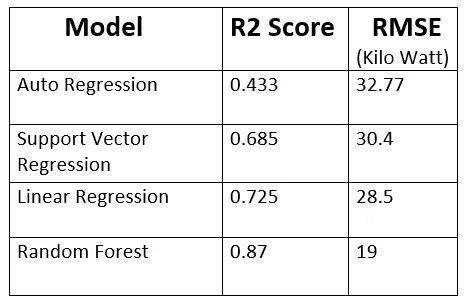 Model R2 Score RMSE
(Kilo Watt)
Auto Regression 0.433 32.77
Support Vector 0.685 30.4
Regression
Linear Regression 0.725 28.5
Random Forest 0.87 19